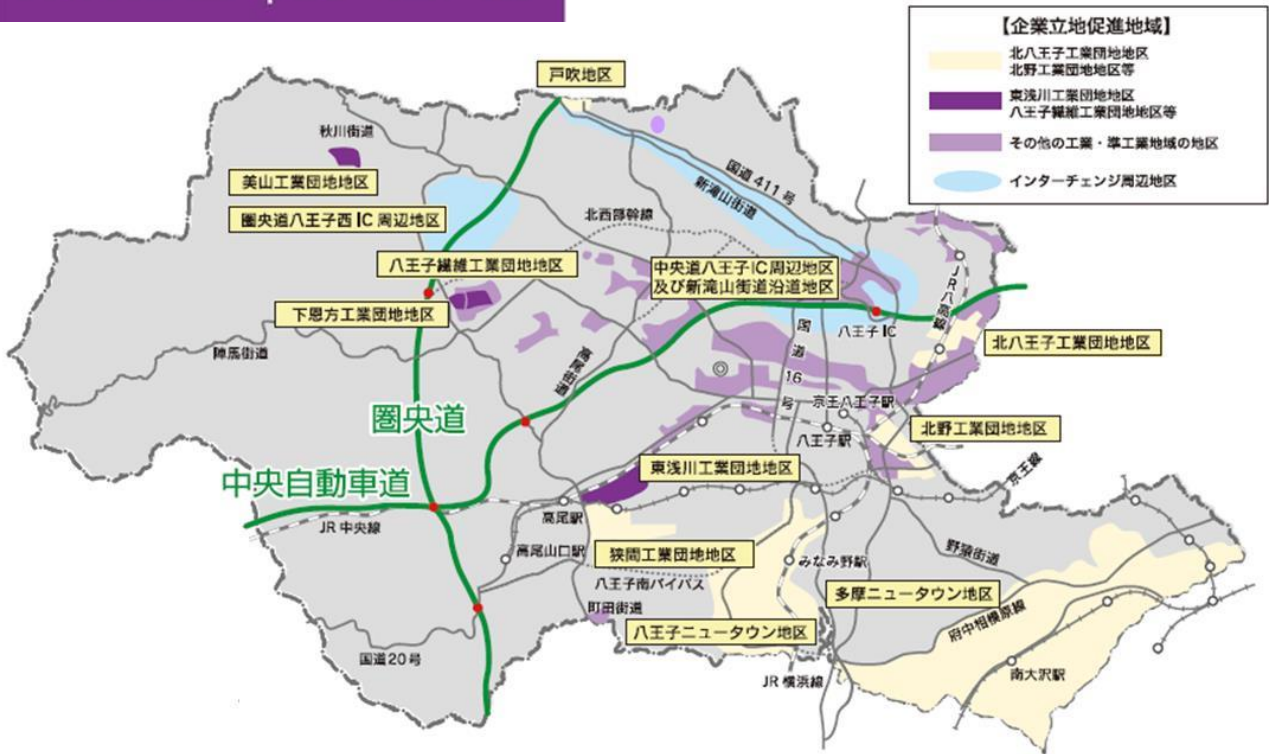 【企業立地促進地域】
北八王子工業団地地区
北野工業団地地区等
東浅川工業団地地区
八王子繊維工業団地地区等
その他の工業・準工業地域の地区
インターチェンジ周辺地区
戸吹地区
秋川街道
美山工業団地地区
国道411号
新滝山街道
圏央道八王子西IC周辺地区
北西部幹線
八王子繊維工業団地地区
中央道八王子IC周辺地区
及び新滝山街道沿道地区
JR八高線
下恩方工業団地地区
八王子IC
国道16号
北八王子工業団地地区
陣馬街道
高尾街道
京王八王子駅
圏央道
八王子駅
北野工業団地地区
東浅川工業団地地区
京王線
中央自動車道
高尾駅
JR中央線
高尾山口駅
狭間工業団地地区
みなみ野駅
野猿街道
八王子南バイパス
多摩ニュータウン地区
町田街道
府中相模原線
八王子ニュータウン地区
国道20号
南大沢駅
JR横浜線